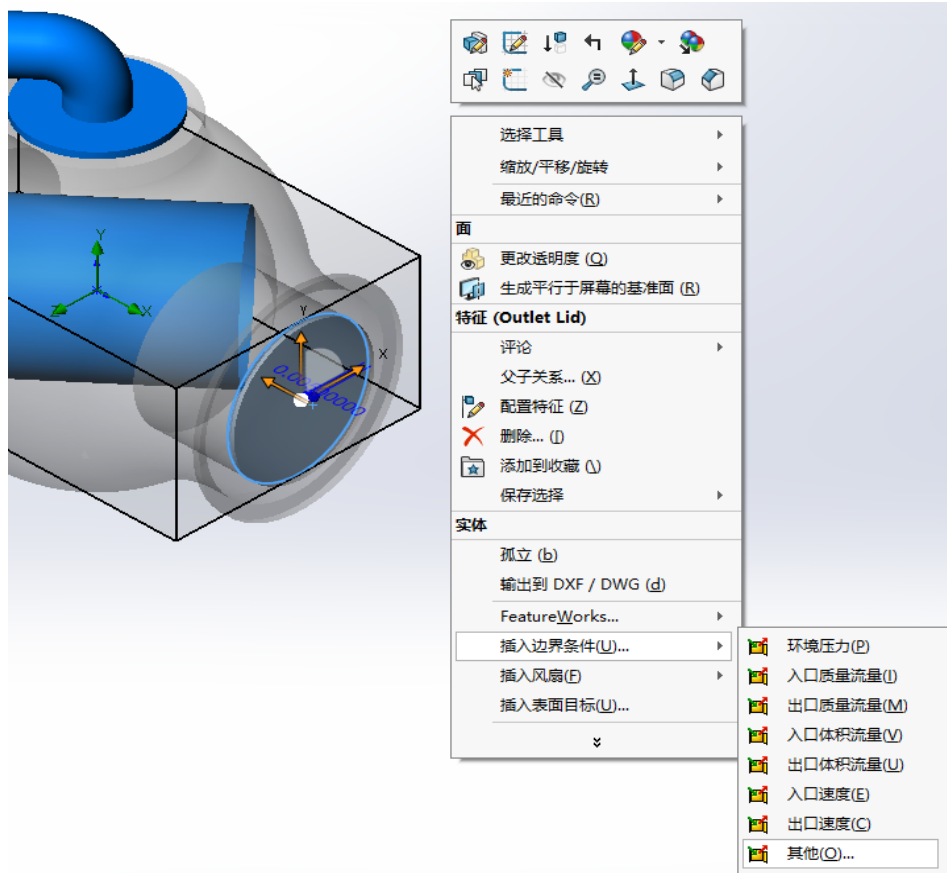 选择工具
缩放/平移/旋转
最近的命令(R)
面
更改透明度 (Q)
生成平行于屏幕的基准面 (R)
特征 (Outlet Lid)
评论
父子关系... (X)
配置特征 (Z)
删除... (I)
添加到收藏 (\)
保存选择
实体
孤立 (b)
输出到 DXF / DWG (d)
FeatureWorks...
插入边界条件(U)...
插入风扇(F)
插入表面目标(U)...
环境压力(P)
入口质量流量(I)
出口质量流量(M)
入口体积流量(V)
出口体积流量(U)
入口速度(E)
出口速度(C)
其他(O)...
Y
Z
X
Y
X